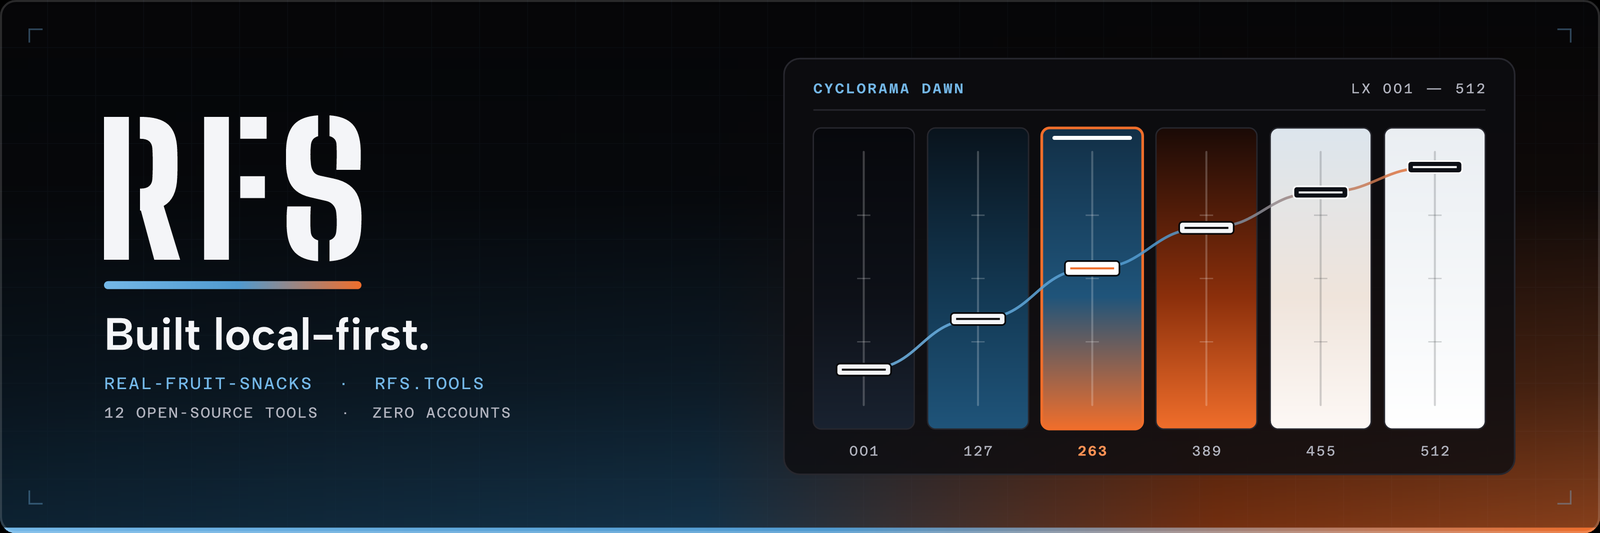 RFS
Built local-first.
REAL-FRUIT-SNACKS · RFS.TOOLS
12 OPEN-SOURCE TOOLS · ZERO ACCOUNTS
CYCLORAMA DAWN
LX 001 — 512
001 127 263 389 455 512